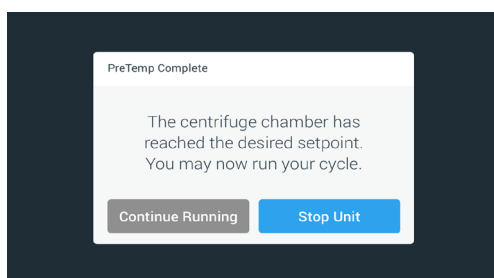 PreTemp Complete
The centrifuge chamber has
reached the desired setpoint.
You may now run your cycle.
Continue Running
Stop Unit